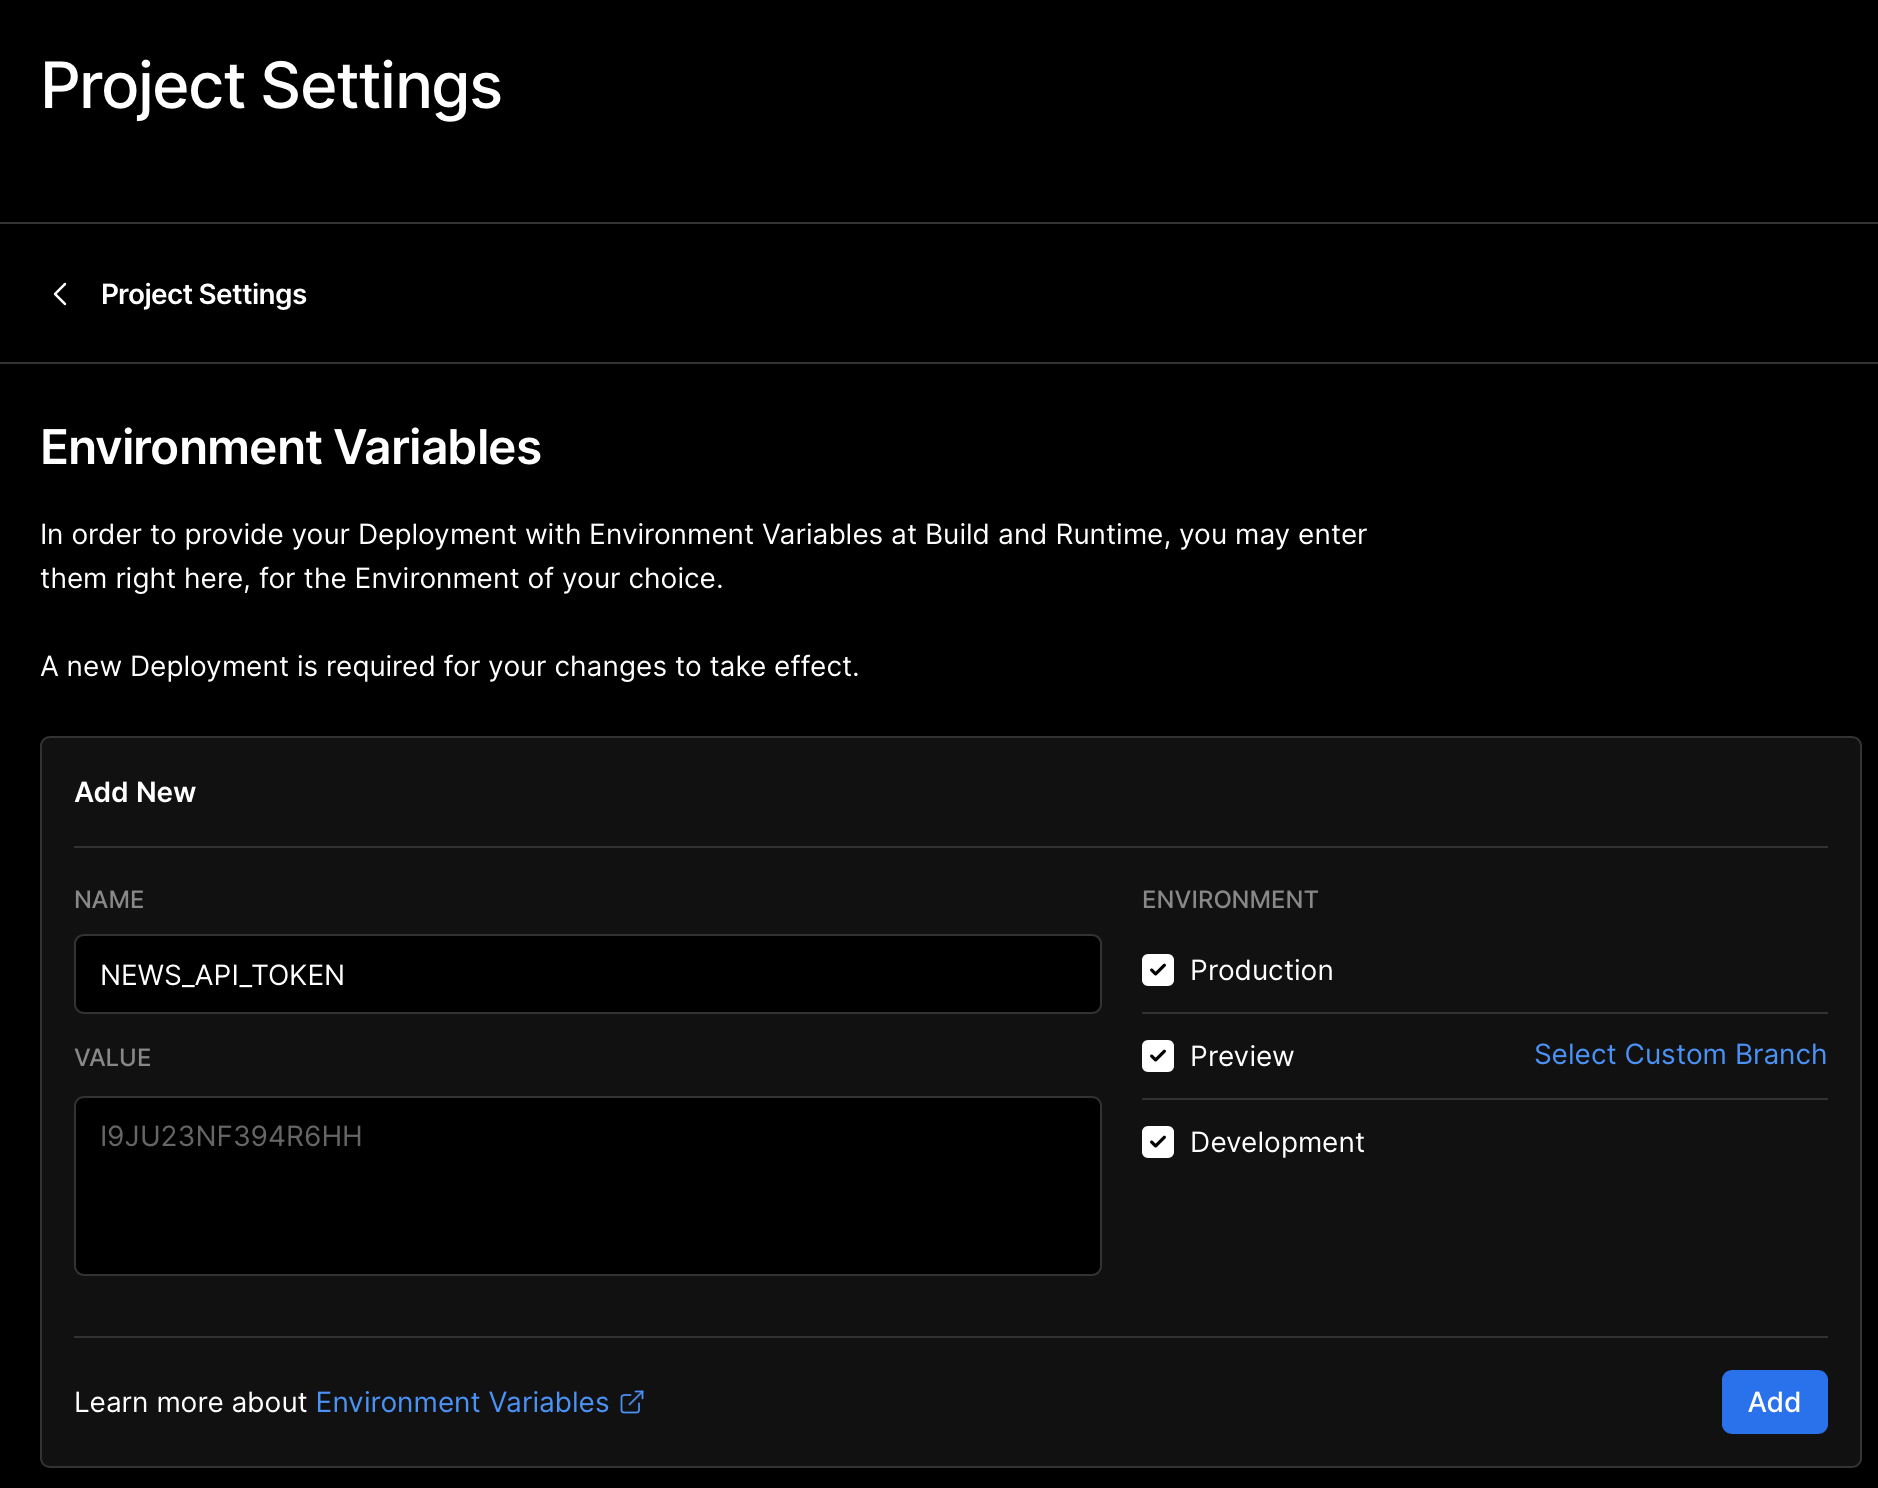 Project Settings
Project Settings
Environment Variables
In order to provide your Deployment with Environment Variables at Build and Runtime, you may enter
them right here, for the Environment of your choice.
A new Deployment is required for your changes to take effect.
Add New
NAME
NEWS_API_TOKEN
VALUE
I9JU23NF394R6HH
ENVIRONMENT
Production
Preview
Select Custom Branch
Development
Learn more about Environment Variables
Add